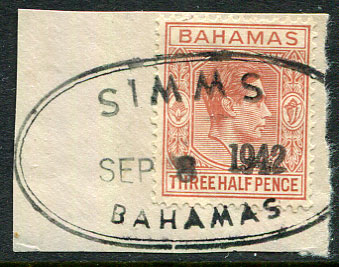 BAHAMAS
SIMMS
SEP 8 1942
THREE HALF PENCE
BAHAMAS